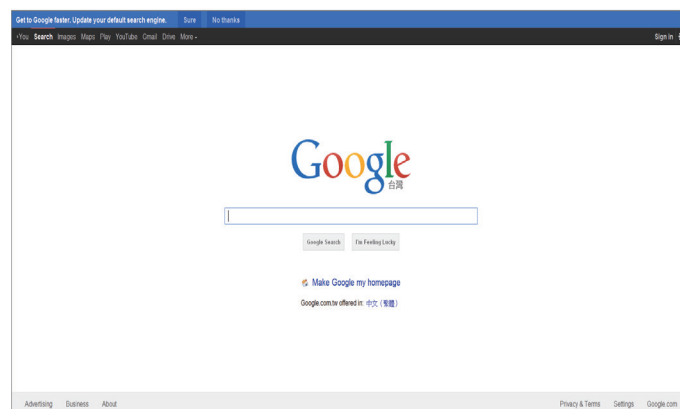 Get to Google faster. Update your default search engine. Sure No thanks
+You Search Images Maps Play YouTube Gmail Drive More Sign in
Google
台灣
Google Search I'm Feeling Lucky
Make Google my homepage
Google.com.tw offered in: 中文 (繁體)
Advertising Business About Privacy & Terms Settings Google.com